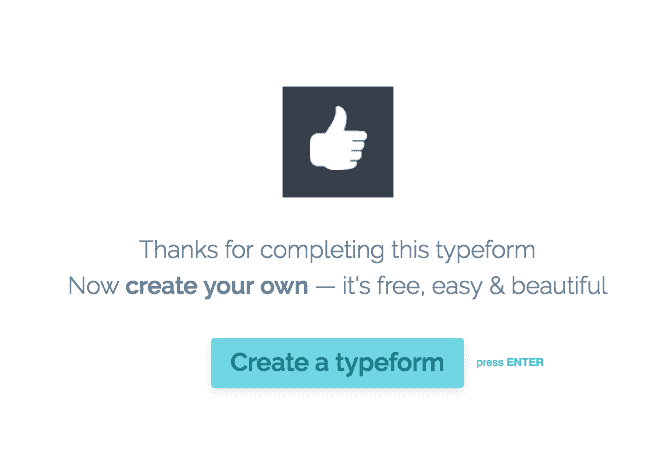 Thanks for completing this typeform
Now create your own — it's free, easy & beautiful
Create a typeform press ENTER